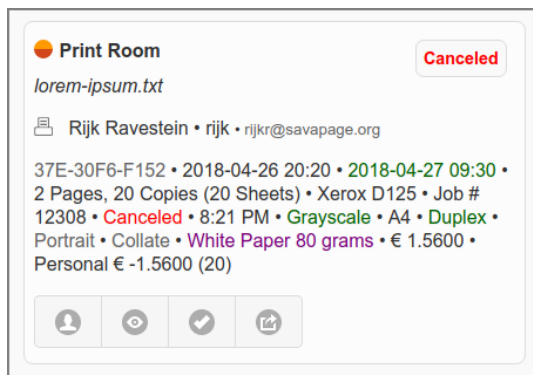 Print Room
Canceled
lorem-ipsum.txt
Rijk Ravestein • rijk • rijkr@savapage.org
37E-30F6-F152 • 2018-04-26 20:20 • 2018-04-27 09:30 •
2 Pages, 20 Copies (20 Sheets) • Xerox D125 • Job #
12308 • Canceled • 8:21 PM • Grayscale • A4 • Duplex •
Portrait • Collate • White Paper 80 grams • € 1.5600 •
Personal € -1.5600 (20)